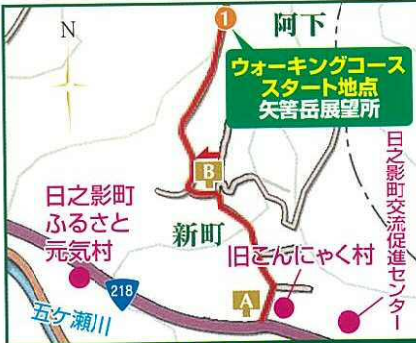 N
1
阿下
ウォーキングコース
スタート地点
矢筈岳展望所
B
日之影町
ふるさと
元気村
新町
旧こんにゃく村
日之影町交流促進センター
A
218
五ケ瀬川